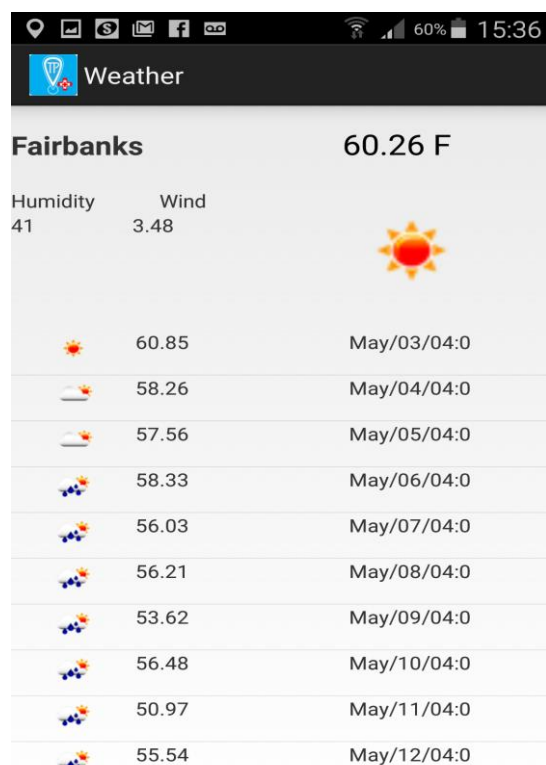 60% 15:36
Weather
Fairbanks 60.26 F
Humidity Wind
41 3.48
60.85 May/03/04:0
58.26 May/04/04:0
57.56 May/05/04:0
58.33 May/06/04:0
56.03 May/07/04:0
56.21 May/08/04:0
53.62 May/09/04:0
56.48 May/10/04:0
50.97 May/11/04:0
55.54 May/12/04:0